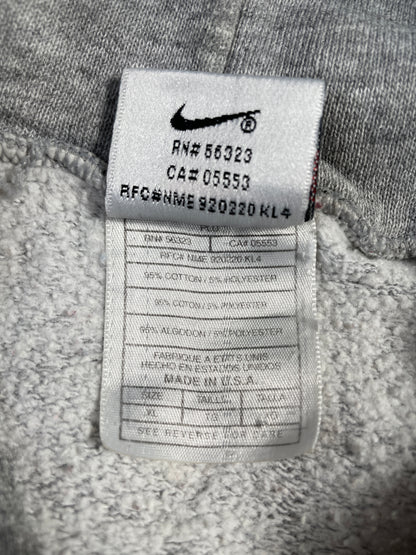 ®
RN# 56323
CA# 05553
RFC#NME 920220 KL4
RN# 56323 CA# 05553
RFC# NME 920220 KL4
95% COTTON / 5% POLYESTER
95% COTON / 5% POLYESTER
95% ALGODON / 5% POLYESTER
FABRIQUE A ETATS UNIS
HECHO EN ESTADOS UNIDOS
MADE IN U.S.A.
SIZE TAILLE TALLA
XL
SEE REVERSE FOR CARE